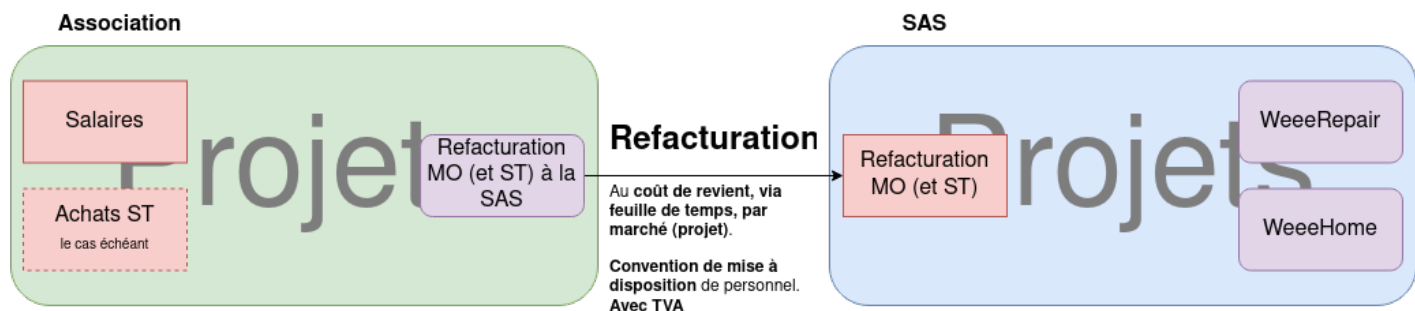 Association
SAS
Projets
Salaires
Achats ST
le cas échéant
Refacturation
MO (et ST) à la
SAS
Refacturation
Au coût de revient, via
feuille de temps, par
marché (projet).
Convention de mise à
disposition de personnel.
Avec TVA
Projets
Refacturation
MO (et ST)
WeeeRepair
WeeeHome